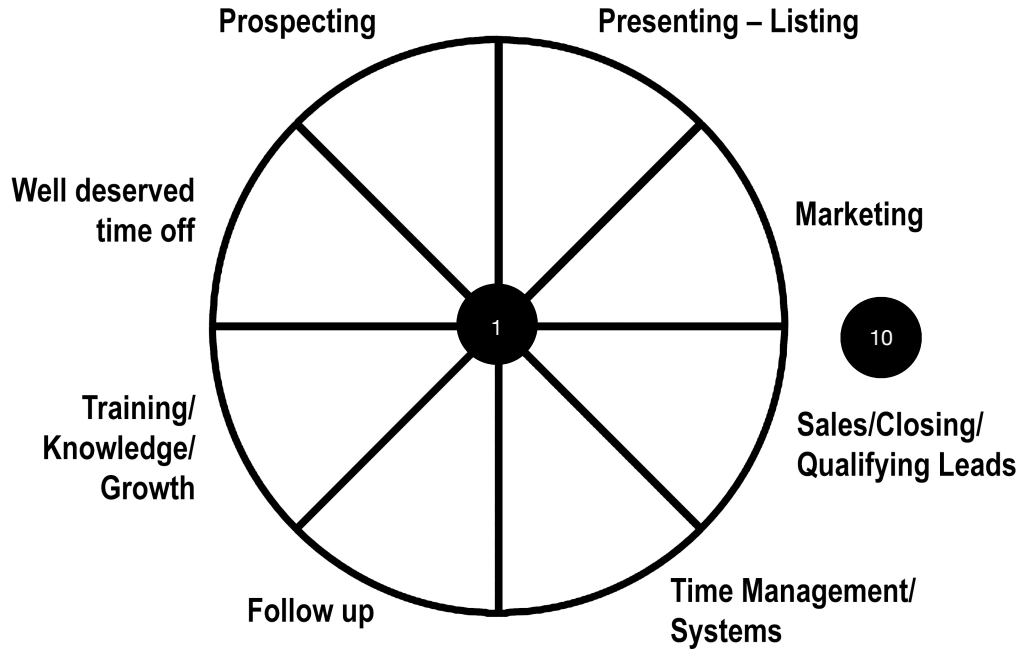 Prospecting
Presenting – Listing
Well deserved
time off
Marketing
1
10
Training/
Knowledge/
Growth
Sales/Closing/
Qualifying Leads
Follow up
Time Management/
Systems